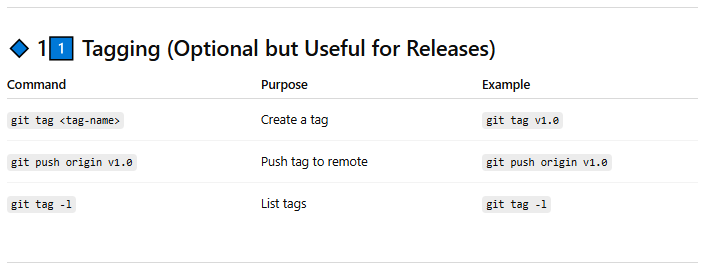 🔷 11️⃣ Tagging (Optional but Useful for Releases)
Command Purpose Example
git tag <tag-name> Create a tag git tag v1.0
git push origin v1.0 Push tag to remote git push origin v1.0
git tag -l List tags git tag -l